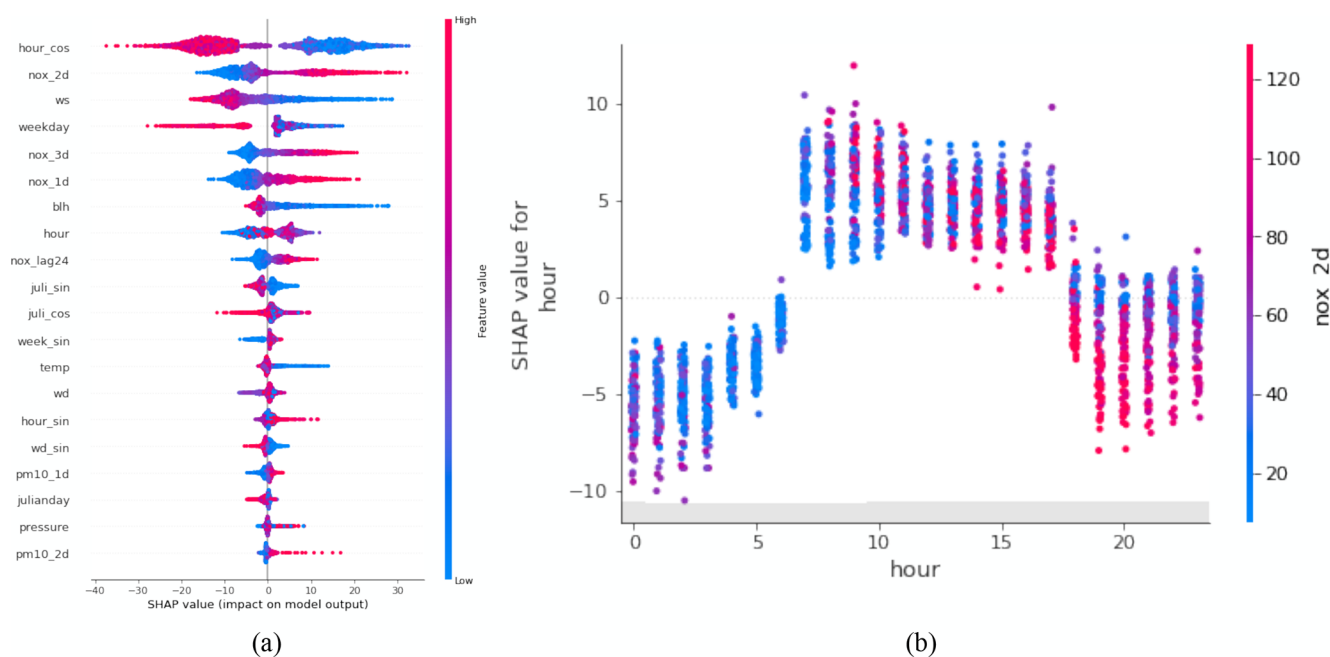 High
hour_cos
nox_2d
ws
weekday
nox_3d
nox_1d
blh
hour
nox_lag24
juli_sin
juli_cos
week_sin
temp
wd
hour_sin
wd_sin
pm10_1d
julianday
pressure
pm10_2d
Low
Feature value
−40 −30 −20 −10 0 10 20 30
SHAP value (impact on model output)
(a)
10
5
0
−5
−10
SHAP value for
hour
0 5 10 15 20
hour
120
100
80
60
40
20
nox_2d
(b)